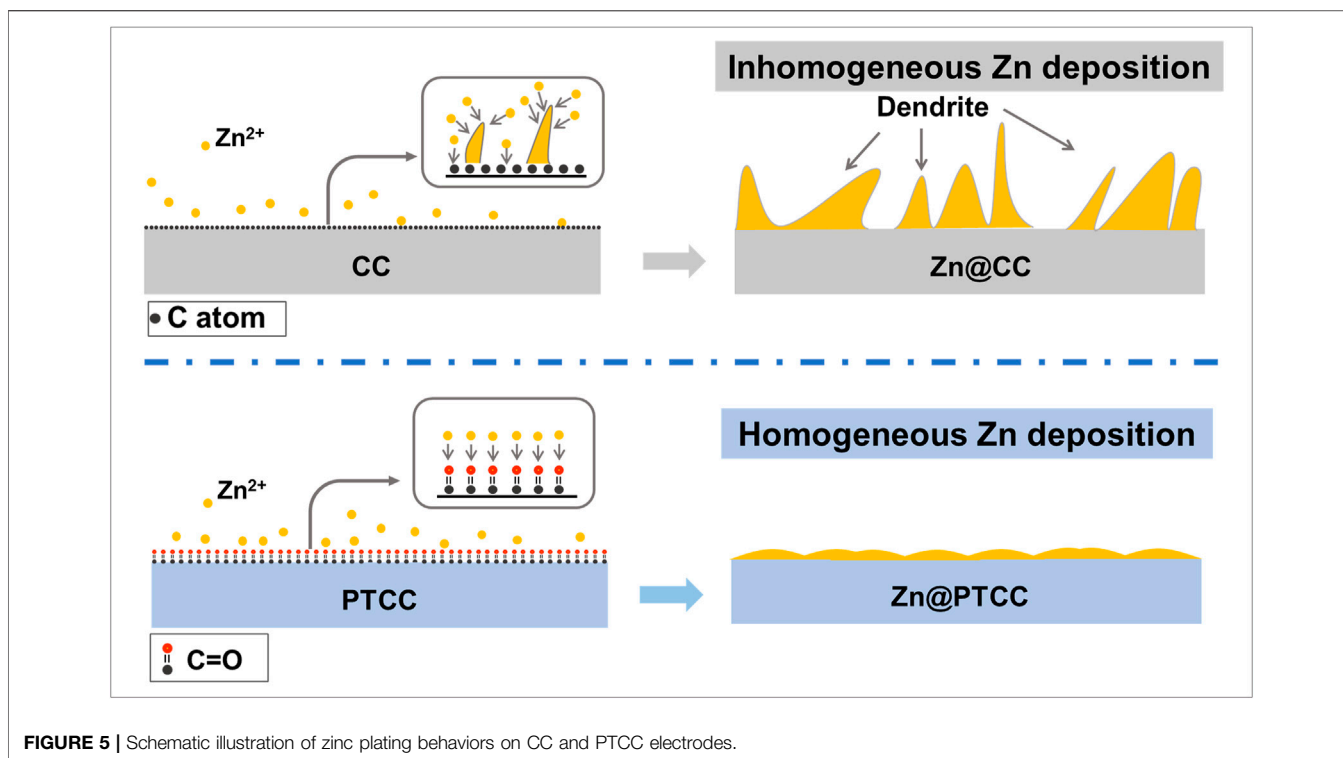 Inhomogeneous Zn deposition
Dendrite
Zn²⁺
CC
Zn@CC
C atom
Homogeneous Zn deposition
Zn²⁺
PTCC
Zn@PTCC
C=O
FIGURE 5 | Schematic illustration of zinc plating behaviors on CC and PTCC electrodes.